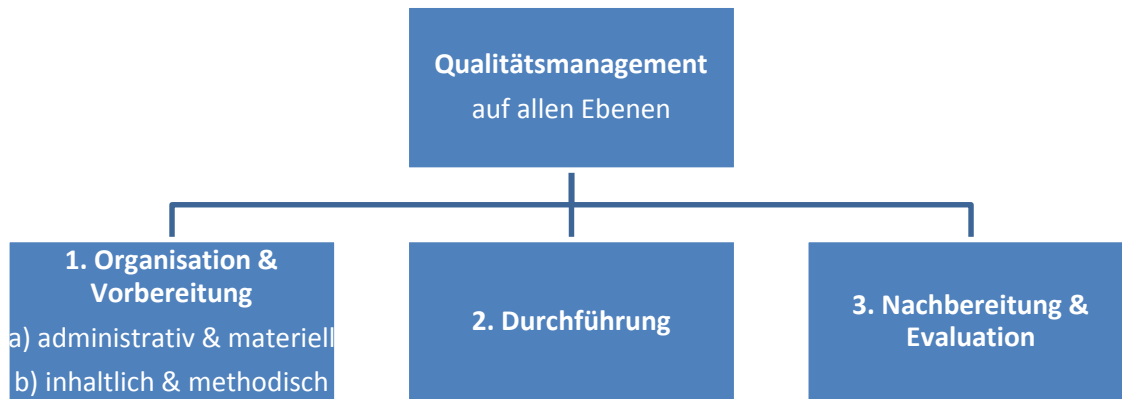 Qualitätsmanagement
auf allen Ebenen
1. Organisation &
Vorbereitung
a) administrativ & materiell
b) inhaltlich & methodisch
2. Durchführung
3. Nachbereitung &
Evaluation